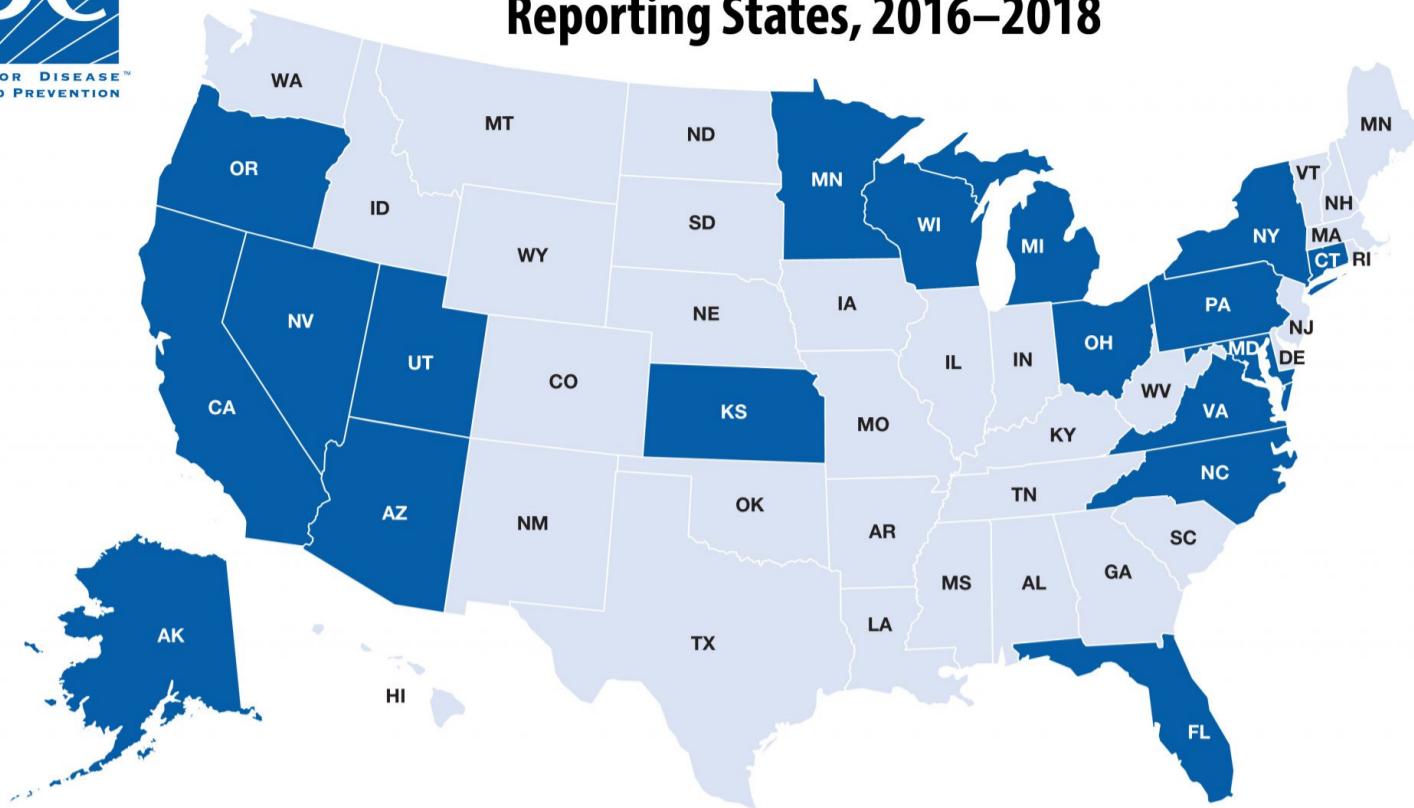 Reporting States, 2016–2018
OR DISEASE™
PREVENTION
WA
MT
ND
MN
MN
OR
ID
SD
WI
MI
VT
NH
NY
MA
CT
RI
WY
NV
UT
NE
IA
PA
NJ
OH
MD
DE
CA
CO
KS
IL
IN
WV
VA
MO
KY
NC
AZ
NM
OK
TN
AR
SC
MS
AL
GA
AK
TX
LA
HI
FL